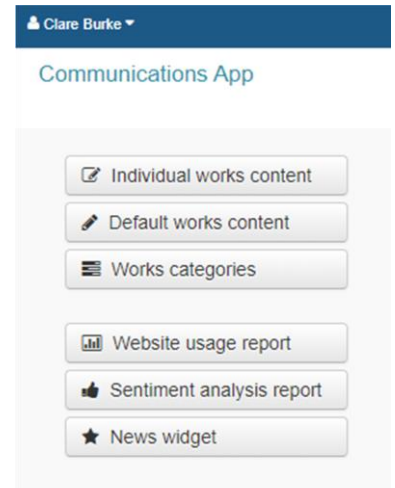 Clare Burke
Communications App
Individual works content
Default works content
Works categories
Website usage report
Sentiment analysis report
News widget